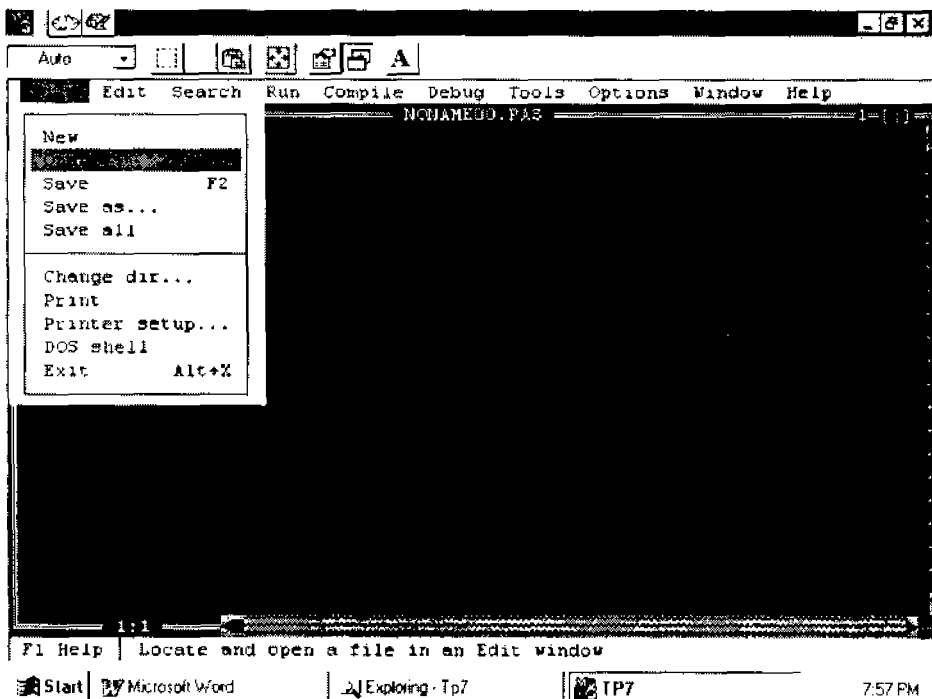 Auto A
Edit Search Run Compile Debug Tools Options Window Help
NONAME00.PAS 1=[↕]
New
Save F2
Save as...
Save all
Change dir...
Print
Printer setup...
DOS shell
Exit Alt+X
1:1
F1 Help | Locate and open a file in an Edit window
Start Microsoft Word Exploring - Tp7 TP7 7:57 PM